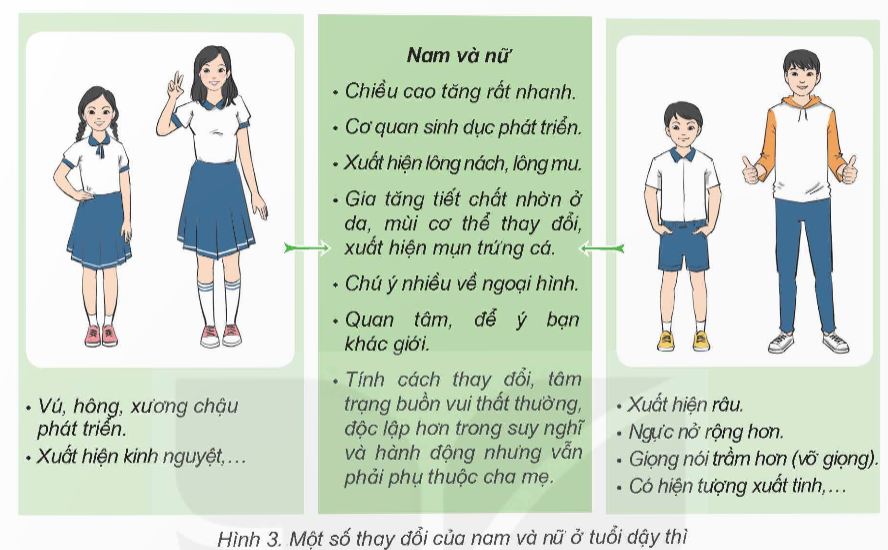 Nam và nữ
• Chiều cao tăng rất nhanh.
• Cơ quan sinh dục phát triển.
• Xuất hiện lông nách, lông mu.
• Gia tăng tiết chất nhờn ở
da, mùi cơ thể thay đổi,
xuất hiện mụn trứng cá.
• Chú ý nhiều về ngoại hình.
• Quan tâm, để ý bạn
khác giới.
• Tính cách thay đổi, tâm
trạng buồn vui thất thường,
độc lập hơn trong suy nghĩ
và hành động nhưng vẫn
phải phụ thuộc cha mẹ.
• Vú, hông, xương chậu
phát triển.
• Xuất hiện kinh nguyệt,...
• Xuất hiện râu.
• Ngực nở rộng hơn.
• Giọng nói trầm hơn (vỡ giọng).
• Có hiện tượng xuất tinh,...
Hình 3. Một số thay đổi của nam và nữ ở tuổi dậy thì